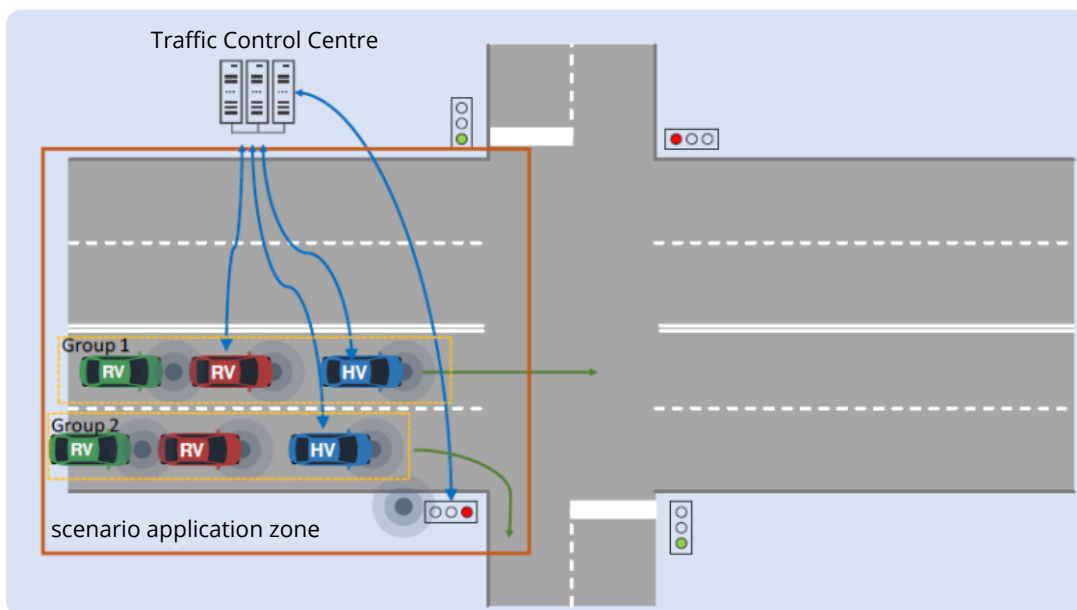 Traffic Control Centre
Group 1
RV
RV
HV
Group 2
RV
RV
HV
scenario application zone